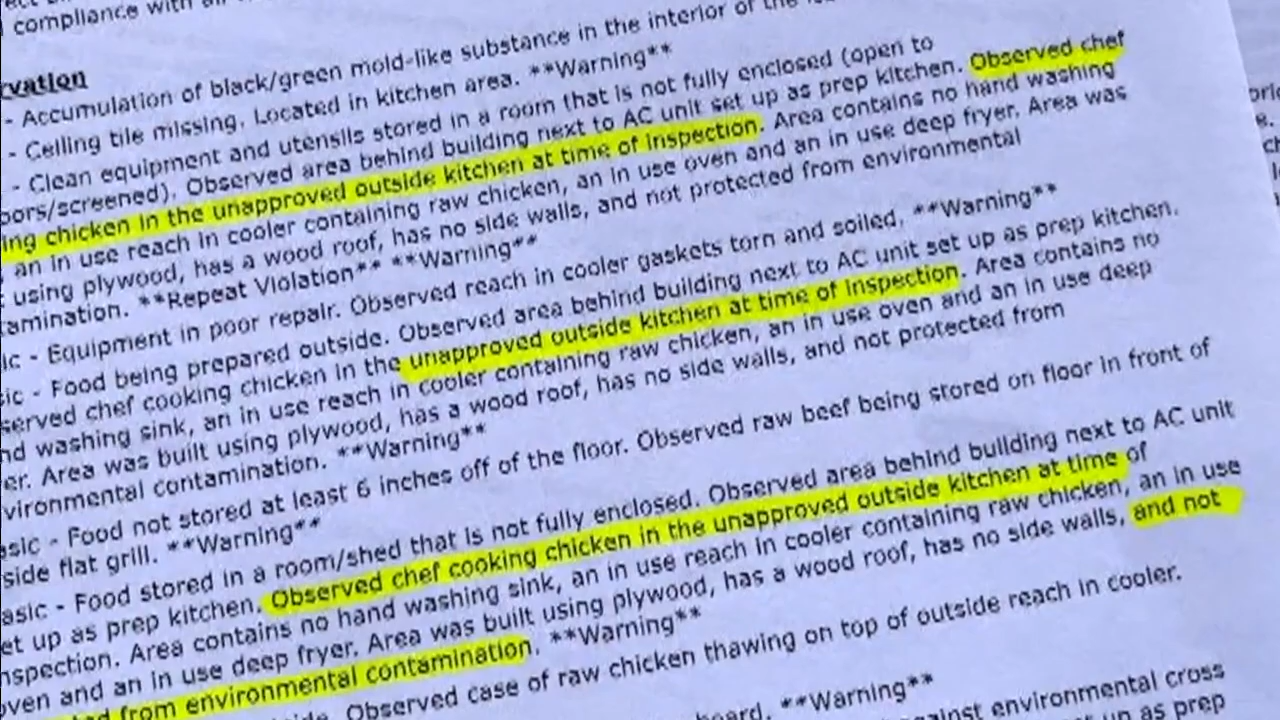 compliance with all
vation
- Accumulation of black/green mold-like substance in the interior of the
- Ceiling tile missing. Located in kitchen area. **Warning**
- Clean equipment and utensils stored in a room that is not fully enclosed (open to
oors/screened). Observed area behind building next to AC unit set up as prep kitchen. Observed chef
ing chicken in the unapproved outside kitchen at time of inspection. Area contains no hand washing
an in use reach in cooler containing raw chicken, an in use oven and an in use deep fryer. Area was
using plywood, has a wood roof, has no side walls, and not protected from environmental
tamination. **Repeat Violation** **Warning**
ic - Equipment in poor repair. Observed reach in cooler gaskets torn and soiled. **Warning**
sic - Food being prepared outside. Observed area behind building next to AC unit set up as prep kitchen.
served chef cooking chicken in the unapproved outside kitchen at time of inspection. Area contains no
nd washing sink, an in use reach in cooler containing raw chicken, an in use oven and an in use deep
er. Area was built using plywood, has a wood roof, has no side walls, and not protected from
vironmental contamination. **Warning**
asic - Food not stored at least 6 inches off of the floor. Observed raw beef being stored on floor in front of
side flat grill. **Warning**
asic - Food stored in a room/shed that is not fully enclosed. Observed area behind building next to AC unit
et up as prep kitchen. Observed chef cooking chicken in the unapproved outside kitchen at time of
nspection. Area contains no hand washing sink, an in use reach in cooler containing raw chicken, an in use
oven and an in use deep fryer. Area was built using plywood, has a wood roof, has no side walls, and not
ted from environmental contamination. **Warning**
side. Observed case of raw chicken thawing on top of outside reach in cooler.
board. **Warning**
against environmental cross
up as prep